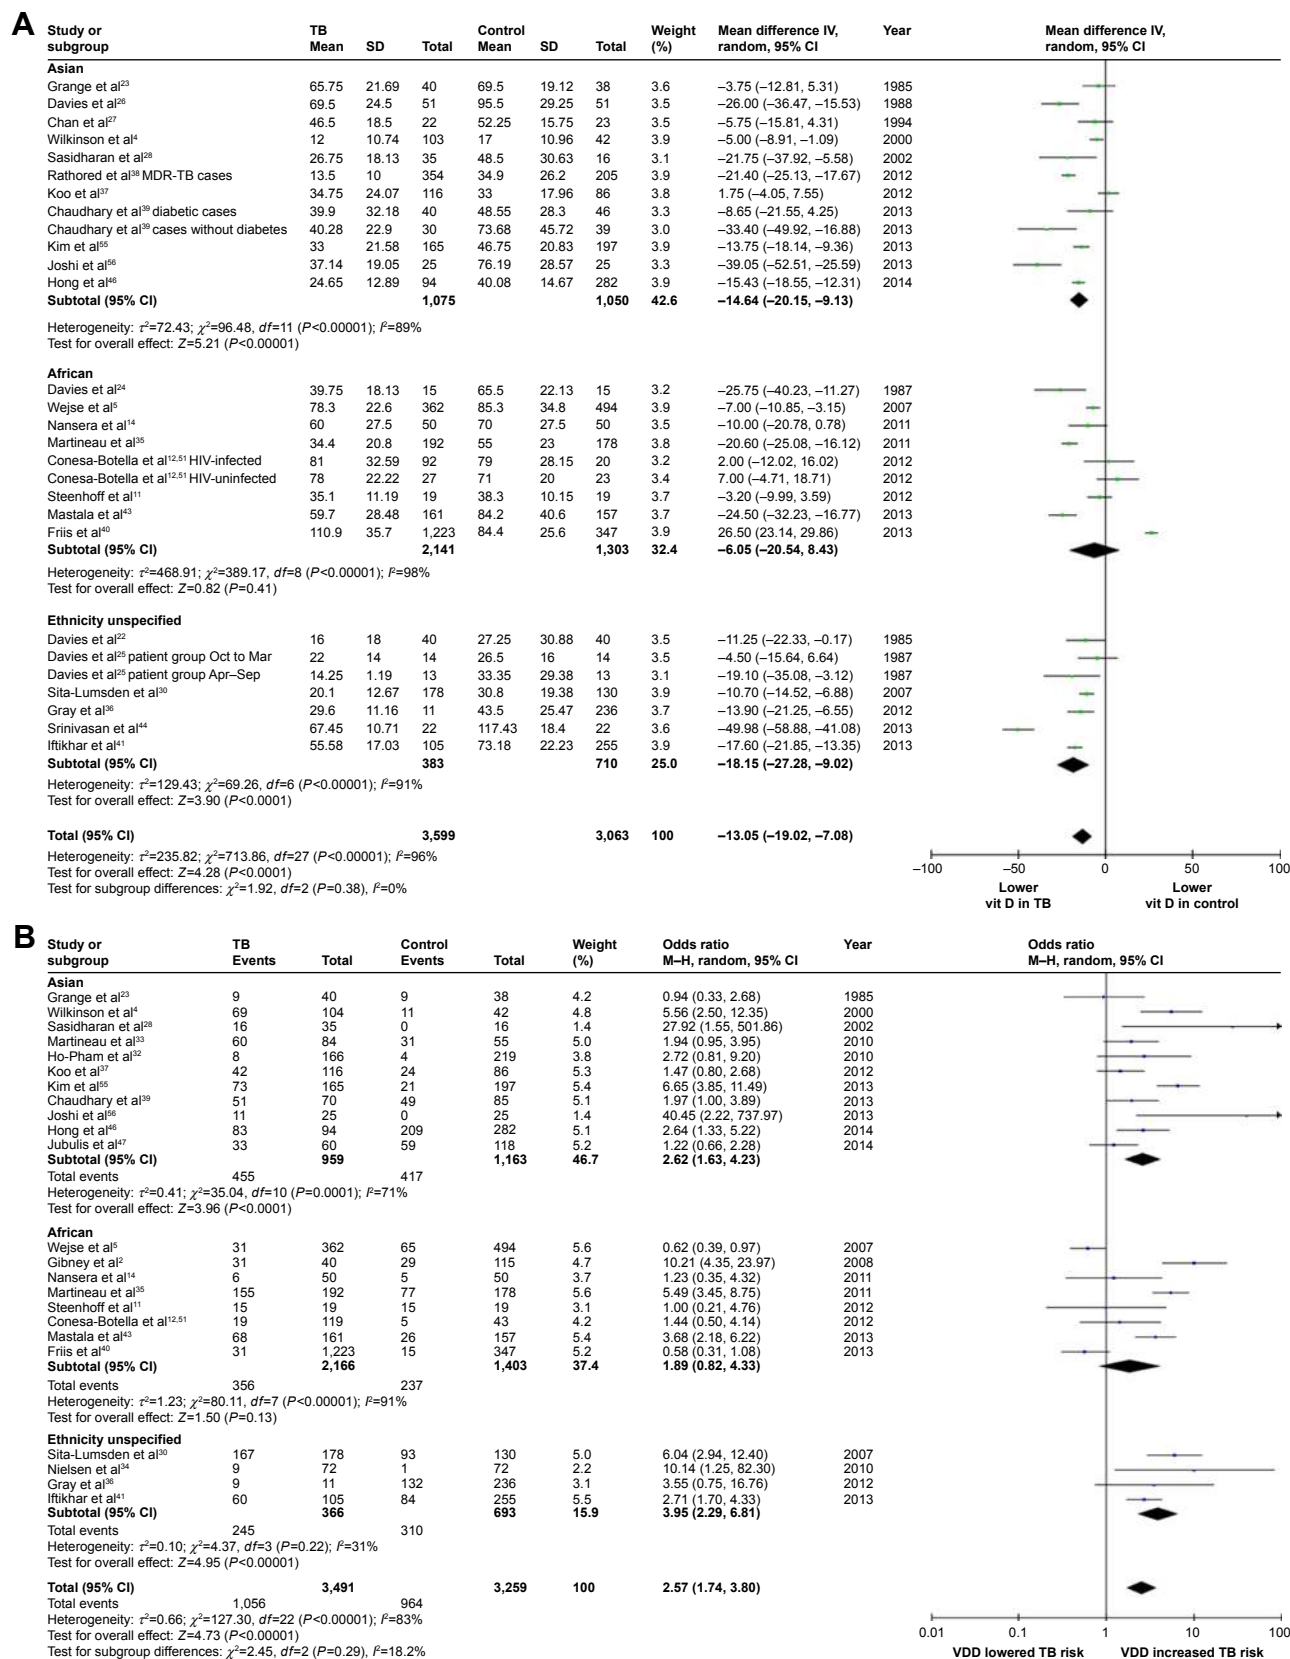 A
Study or subgroup TB Mean SD Total Control Mean SD Total Weight (%) Mean difference IV, random, 95% CI Year Mean difference IV, random, 95% CI
Asian
Grange et al23 65.75 21.69 40 69.5 19.12 38 3.6 –3.75 (–12.81, 5.31) 1985
Davies et al26 69.5 24.5 51 95.5 29.25 51 3.5 –26.00 (–36.47, –15.53) 1988
Chan et al27 46.5 18.5 22 52.25 15.75 23 3.5 –5.75 (–15.81, 4.31) 1994
Wilkinson et al4 12 10.74 103 17 10.96 42 3.9 –5.00 (–8.91, –1.09) 2000
Sasidharan et al28 26.75 18.13 35 48.5 30.63 16 3.1 –21.75 (–37.92, –5.58) 2002
Rathored et al38 MDR-TB cases 13.5 10 354 34.9 26.2 205 3.9 –21.40 (–25.13, –17.67) 2012
Koo et al37 34.75 24.07 116 33 17.96 86 3.7 1.75 (–4.05, 7.55) 2012
Chaudhary et al39 diabetic cases 39.9 32.18 40 48.55 28.3 46 3.3 –8.65 (–21.55, 4.25) 2013
Chaudhary et al39 cases without diabetes 40.28 22.9 30 73.68 45.72 39 3.0 –33.40 (–49.92, –16.88) 2013
Kim et al55 33 21.58 165 46.75 20.83 197 3.9 –13.75 (–18.14, –9.36) 2013
Joshi et al56 37.14 19.05 25 76.19 28.57 25 3.3 –39.05 (–52.51, –25.59) 2013
Hong et al46 24.65 12.89 94 40.08 14.67 282 3.9 –15.43 (–18.55, –12.31) 2014
Subtotal (95% CI) 1,075 1,050 42.6 –14.64 (–20.15, –9.13)
Heterogeneity: τ²=72.43; χ²=96.48, df=11 (P<0.00001); I²=89%
Test for overall effect: Z=5.21 (P<0.00001)
African
Davies et al24 39.75 18.13 15 65.5 22.13 15 3.2 –25.75 (–40.23, –11.27) 1987
Wejse et al5 78.3 22.6 362 85.3 34.8 494 3.9 –7.00 (–10.85, –3.15) 2007
Nansera et al14 60 27.5 50 70 27.5 50 3.5 –10.00 (–20.78, 0.78) 2011
Martineau et al35 34.4 20.8 192 55 23 178 3.8 –20.60 (–25.08, –16.12) 2011
Conesa-Botella et al12,51 HIV-infected 81 32.59 92 79 28.15 20 3.2 2.00 (–12.02, 16.02) 2012
Conesa-Botella et al12,51 HIV-uninfected 78 22.22 27 71 20 23 3.4 7.00 (–4.71, 18.71) 2012
Steenhoff et al11 35.1 11.19 19 38.3 10.15 19 3.7 –3.20 (–9.99, 3.59) 2012
Mastala et al43 59.7 28.48 161 84.2 40.6 157 3.7 –24.50 (–32.23, –16.77) 2013
Friis et al40 110.9 35.7 1,223 84.4 25.6 347 3.9 26.50 (23.14, 29.86) 2013
Subtotal (95% CI) 2,141 1,303 32.4 –6.05 (–20.54, 8.43)
Heterogeneity: τ²=468.91; χ²=389.17, df=8 (P<0.00001); I²=98%
Test for overall effect: Z=0.82 (P=0.41)
Ethnicity unspecified
Davies et al22 16 18 40 27.25 30.88 40 3.5 –11.25 (–22.33, –0.17) 1985
Davies et al25 patient group Oct to Mar 22 14 14 26.5 16 14 3.5 –4.50 (–15.64, 6.64) 1987
Davies et al25 patient group Apr–Sep 14.25 1.19 13 33.35 29.38 13 3.1 –19.10 (–35.08, –3.12) 1987
Sita-Lumsden et al30 20.1 12.67 178 30.8 19.38 130 3.9 –10.70 (–14.52, –6.88) 2007
Gray et al36 29.6 11.16 11 43.5 25.47 236 3.7 –13.90 (–21.25, –6.55) 2012
Srinivasan et al44 67.45 10.71 22 117.43 18.4 22 3.6 –49.98 (–58.88, –41.08) 2013
Iftikhar et al41 55.58 17.03 105 73.18 22.23 255 3.9 –17.60 (–21.85, –13.35) 2013
Subtotal (95% CI) 383 710 25.0 –18.15 (–27.28, –9.02)
Heterogeneity: τ²=129.43; χ²=69.26, df=6 (P<0.00001); I²=91%
Test for overall effect: Z=3.90 (P<0.0001)
Total (95% CI) 3,599 3,063 100 –13.05 (–19.02, –7.08)
Heterogeneity: τ²=235.82; χ²=713.86, df=27 (P<0.00001); I²=96%
Test for overall effect: Z=4.28 (P<0.0001)
Test for subgroup differences: χ²=1.92, df=2 (P=0.38), I²=0%
–100 –50 0 50 100
Lower vit D in TB Lower vit D in control
B
Study or subgroup TB Events Total Control Events Total Weight (%) Odds ratio M–H, random, 95% CI Year Odds ratio M–H, random, 95% CI
Asian
Grange et al23 9 40 9 38 4.2 0.94 (0.33, 2.68) 1985
Wilkinson et al4 69 104 11 42 4.8 5.56 (2.50, 12.35) 2000
Sasidharan et al28 16 35 0 16 1.4 27.92 (1.55, 501.86) 2002
Martineau et al33 60 84 31 55 5.0 1.94 (0.95, 3.95) 2010
Ho-Pham et al32 8 166 4 219 3.8 2.72 (0.81, 9.20) 2010
Koo et al37 42 116 24 86 5.3 1.47 (0.80, 2.68) 2012
Kim et al55 73 165 21 197 5.4 6.65 (3.85, 11.49) 2013
Chaudhary et al39 51 70 49 85 5.1 1.97 (1.00, 3.89) 2013
Joshi et al56 11 25 0 25 1.4 40.45 (2.22, 737.97) 2013
Hong et al46 83 94 209 282 5.1 2.64 (1.33, 5.22) 2014
Jubulis et al47 33 60 59 118 5.2 1.22 (0.66, 2.28) 2014
Subtotal (95% CI) 959 1,163 46.7 2.62 (1.63, 4.23)
Total events 455 417
Heterogeneity: τ²=0.41; χ²=35.04, df=10 (P=0.0001); I²=71%
Test for overall effect: Z=3.96 (P<0.0001)
African
Wejse et al5 31 362 65 494 5.6 0.62 (0.39, 0.97) 2007
Gibney et al2 31 40 29 115 4.7 10.21 (4.35, 23.97) 2008
Nansera et al14 6 50 5 50 3.7 1.23 (0.35, 4.32) 2011
Martineau et al35 155 192 77 178 5.6 5.49 (3.45, 8.75) 2011
Steenhoff et al11 15 19 15 19 3.1 1.00 (0.21, 4.76) 2012
Conesa-Botella et al12,51 19 119 5 43 4.2 1.44 (0.50, 4.14) 2012
Mastala et al43 68 161 26 157 5.4 3.68 (2.18, 6.22) 2013
Friis et al40 31 1,223 15 347 5.2 0.58 (0.31, 1.08) 2013
Subtotal (95% CI) 2,166 1,403 37.4 1.89 (0.82, 4.33)
Total events 356 237
Heterogeneity: τ²=1.23; χ²=80.11, df=7 (P<0.00001); I²=91%
Test for overall effect: Z=1.50 (P=0.13)
Ethnicity unspecified
Sita-Lumsden et al30 167 178 93 130 5.0 6.04 (2.94, 12.40) 2007
Nielsen et al34 9 72 1 72 2.2 10.14 (1.25, 82.30) 2010
Gray et al36 9 11 132 236 3.1 3.55 (0.75, 16.76) 2012
Iftikhar et al41 60 105 84 255 5.5 2.71 (1.70, 4.33) 2013
Subtotal (95% CI) 366 693 15.9 3.95 (2.29, 6.81)
Total events 245 310
Heterogeneity: τ²=0.10; χ²=4.37, df=3 (P=0.22); I²=31%
Test for overall effect: Z=4.95 (P<0.00001)
Total (95% CI) 3,491 3,259 100 2.57 (1.74, 3.80)
Total events 1,056 964
Heterogeneity: τ²=0.66; χ²=127.30, df=22 (P<0.00001); I²=83%
Test for overall effect: Z=4.73 (P<0.00001)
Test for subgroup differences: χ²=2.45, df=2 (P=0.29), I²=18.2%
0.01 0.1 1 10 100
VDD lowered TB risk VDD increased TB risk